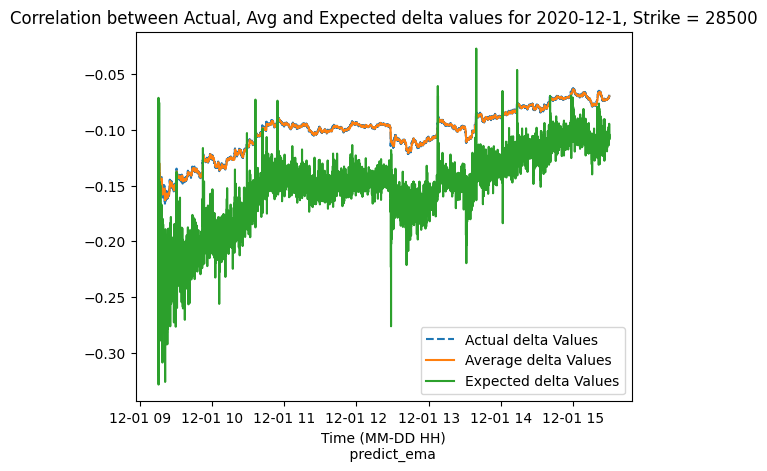 Correlation between Actual, Avg and Expected delta values for 2020-12-1, Strike = 28500
−0.05
−0.10
−0.15
−0.20
−0.25
−0.30
Actual delta Values
Average delta Values
Expected delta Values
12-01 09 12-01 10 12-01 11 12-01 12 12-01 13 12-01 14 12-01 15
Time (MM-DD HH)
predict_ema